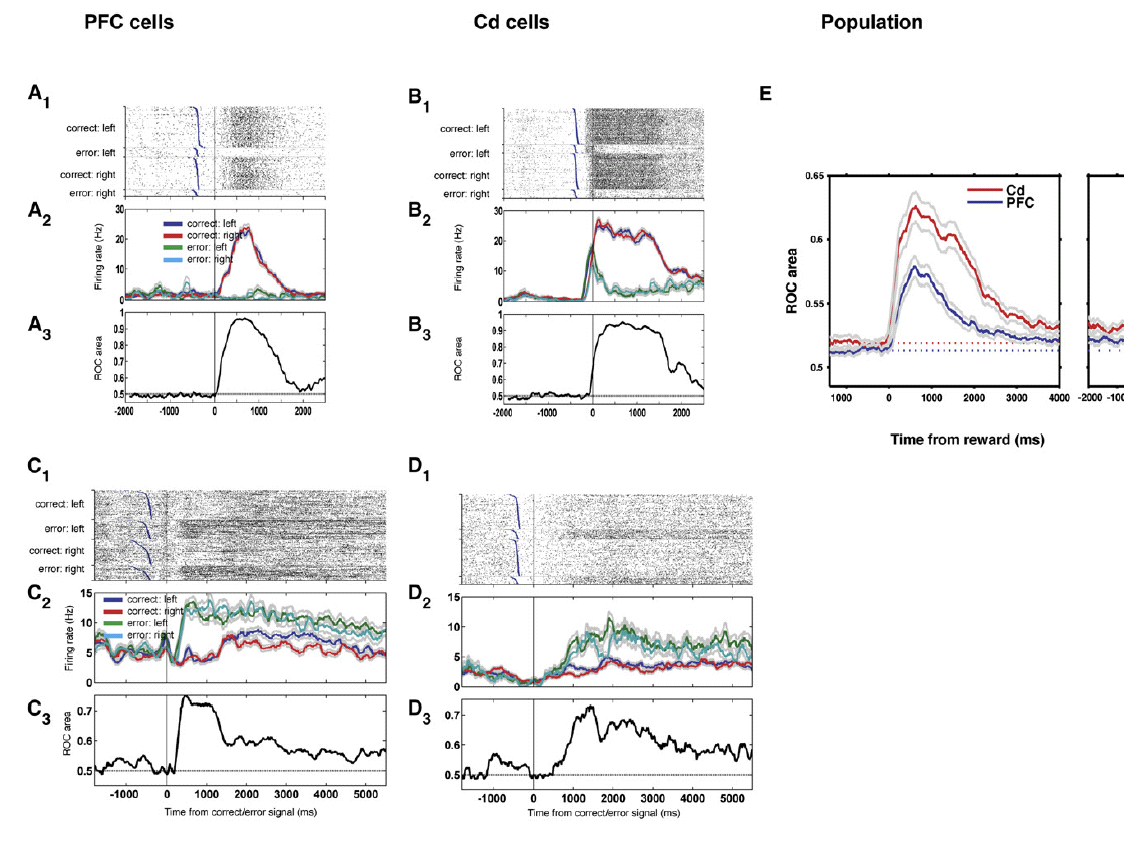 PFC cells
Cd cells
Population
A1
correct: left
error: left
correct: right
error: right
A2
30
20
10
0
Firing rate (Hz)
correct: left
correct: right
error: left
error: right
A3
1
0.9
0.8
0.7
0.6
0.5
ROC area
-2000 -1000 0 1000 2000
B1
correct: left
error: left
correct: right
error: right
B2
30
20
10
0
Firing rate (Hz)
B3
1
0.9
0.8
0.7
0.6
0.5
ROC area
-2000 -1000 0 1000 2000
E
0.65
0.6
0.55
0.5
ROC area
Cd
PFC
1000 0 1000 2000 3000 4000
-2000 -100
Time from reward (ms)
C1
correct: left
error: left
correct: right
error: right
C2
15
10
5
0
Firing rate (Hz)
correct: left
correct: right
error: left
error: right
C3
0.7
0.6
0.5
ROC area
-1000 0 1000 2000 3000 4000 5000
Time from correct/error signal (ms)
D1
D2
15
10
5
0
D3
0.7
0.6
0.5
-1000 0 1000 2000 3000 4000 5000
Time from correct/error signal (ms)